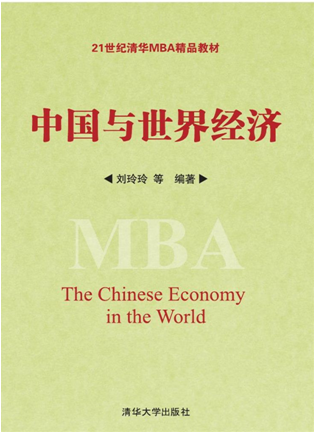 21世纪清华MBA精品教材
中国与世界经济
◀刘玲玲 等 编著▶
MBA
The Chinese Economy
in the World
清华大学出版社